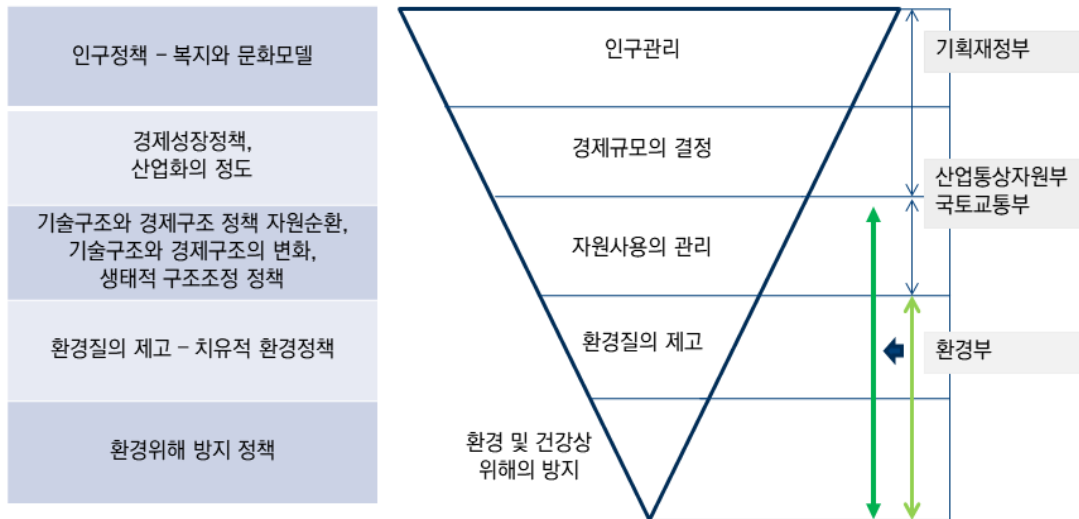 인구정책 – 복지와 문화모델
인구관리
기획재정부
경제성장정책,
산업화의 정도
경제규모의 결정
산업통상자원부
국토교통부
기술구조와 경제구조 정책 자원순환,
기술구조와 경제구조의 변화,
생태적 구조조정 정책
자원사용의 관리
환경질의 제고 – 치유적 환경정책
환경질의 제고
환경부
환경위해 방지 정책
환경 및 건강상
위해의 방지